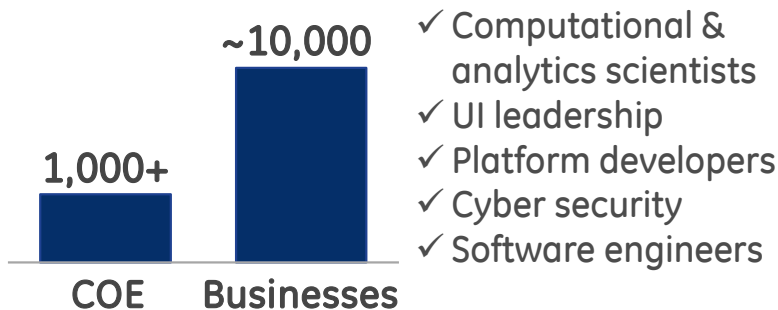 ~10,000
1,000+
COE
Businesses
✓ Computational &
analytics scientists
✓ UI leadership
✓ Platform developers
✓ Cyber security
✓ Software engineers